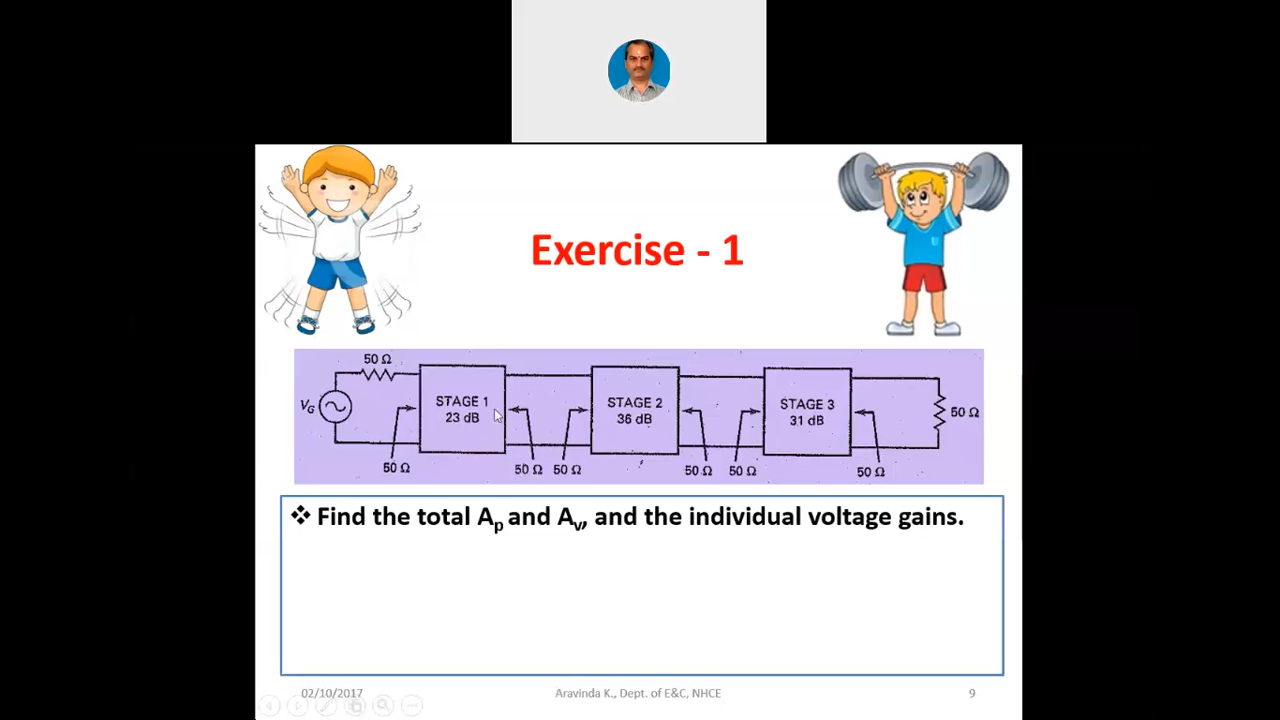 Exercise - 1
50 Ω
V_G
STAGE 1
23 dB
STAGE 2
36 dB
STAGE 3
31 dB
50 Ω
50 Ω
50 Ω
50 Ω
50 Ω
50 Ω
50 Ω
❖ Find the total Ap and Av, and the individual voltage gains.
02/10/2017
Aravinda K., Dept. of E&C, NHCE
9